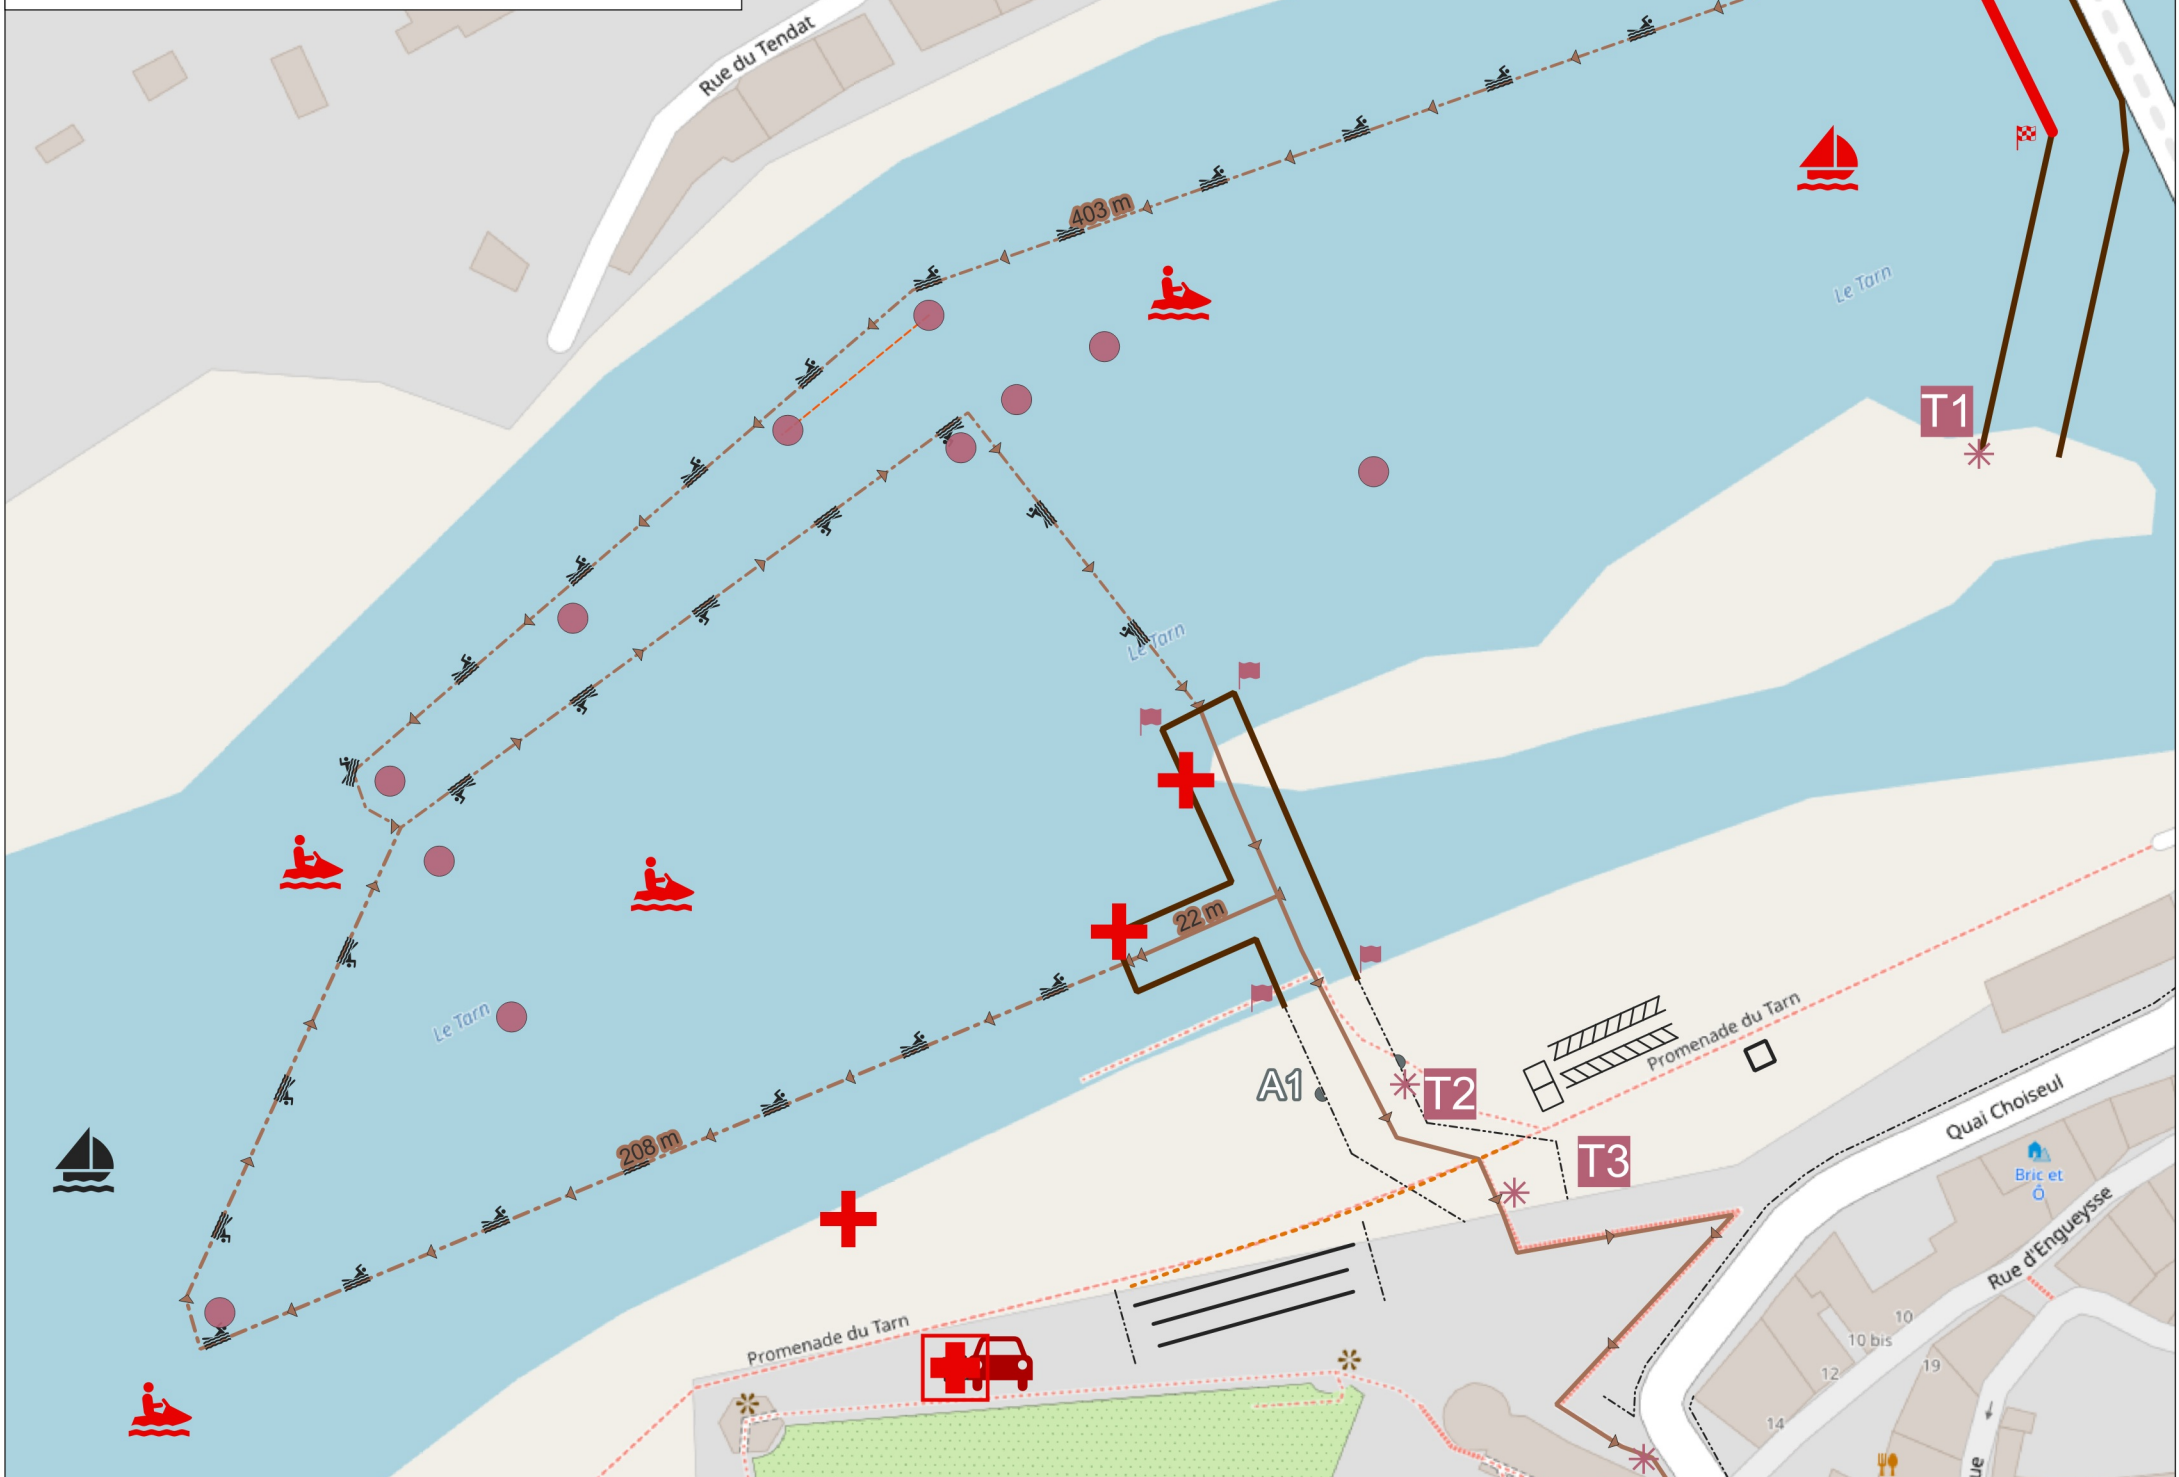 Rue du Tendat
403 m
Le Tarn
T1
Le Tarn
22 m
Le Tarn
A1
T2
Promenade du Tarn
208 m
T3
Quai Choiseul
Bric et
Ô
Rue d'Engueysse
Promenade du Tarn
10
10 bis
12
19
14
ue